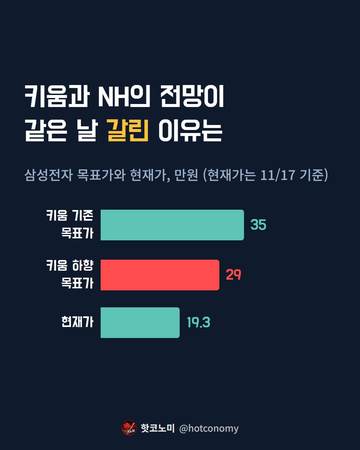 키움과 NH의 전망이
같은 날 갈린 이유는
삼성전자 목표가와 현재가, 만원 (현재가는 11/17 기준)
키움 기존
목표가
35
키움 하향
목표가
29
현재가
19.3
핫코노미 @hotconomy